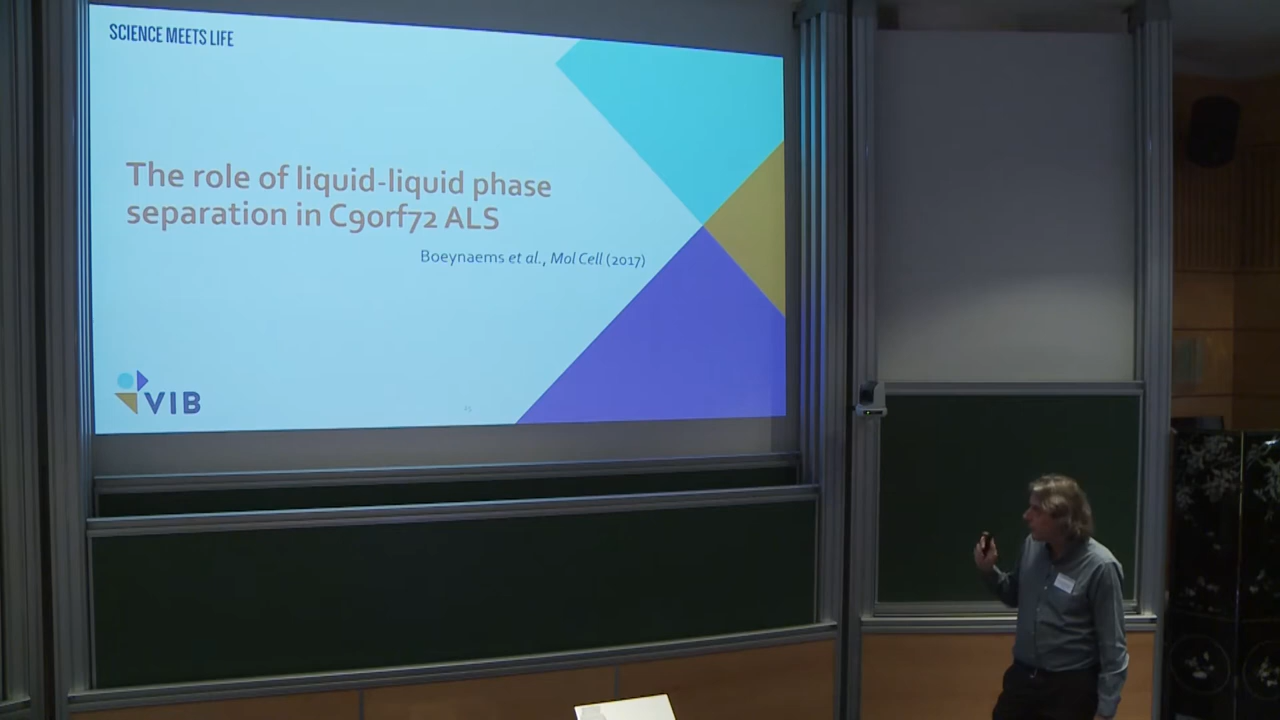 SCIENCE MEETS LIFE
The role of liquid-liquid phase
separation in C9orf72 ALS
Boeynaems et al., Mol Cell (2017)
VIB